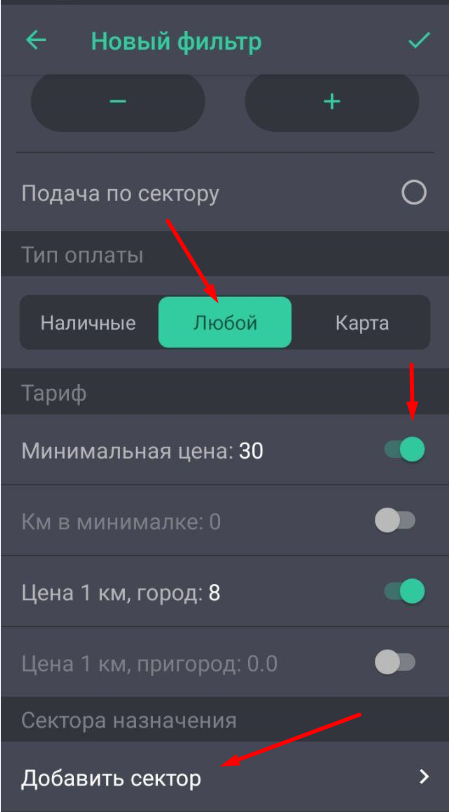 Новый фильтр
− +
Подача по сектору
Тип оплаты
Наличные Любой Карта
Тариф
Минимальная цена: 30
Км в минималке: 0
Цена 1 км, город: 8
Цена 1 км, пригород: 0.0
Сектора назначения
Добавить сектор